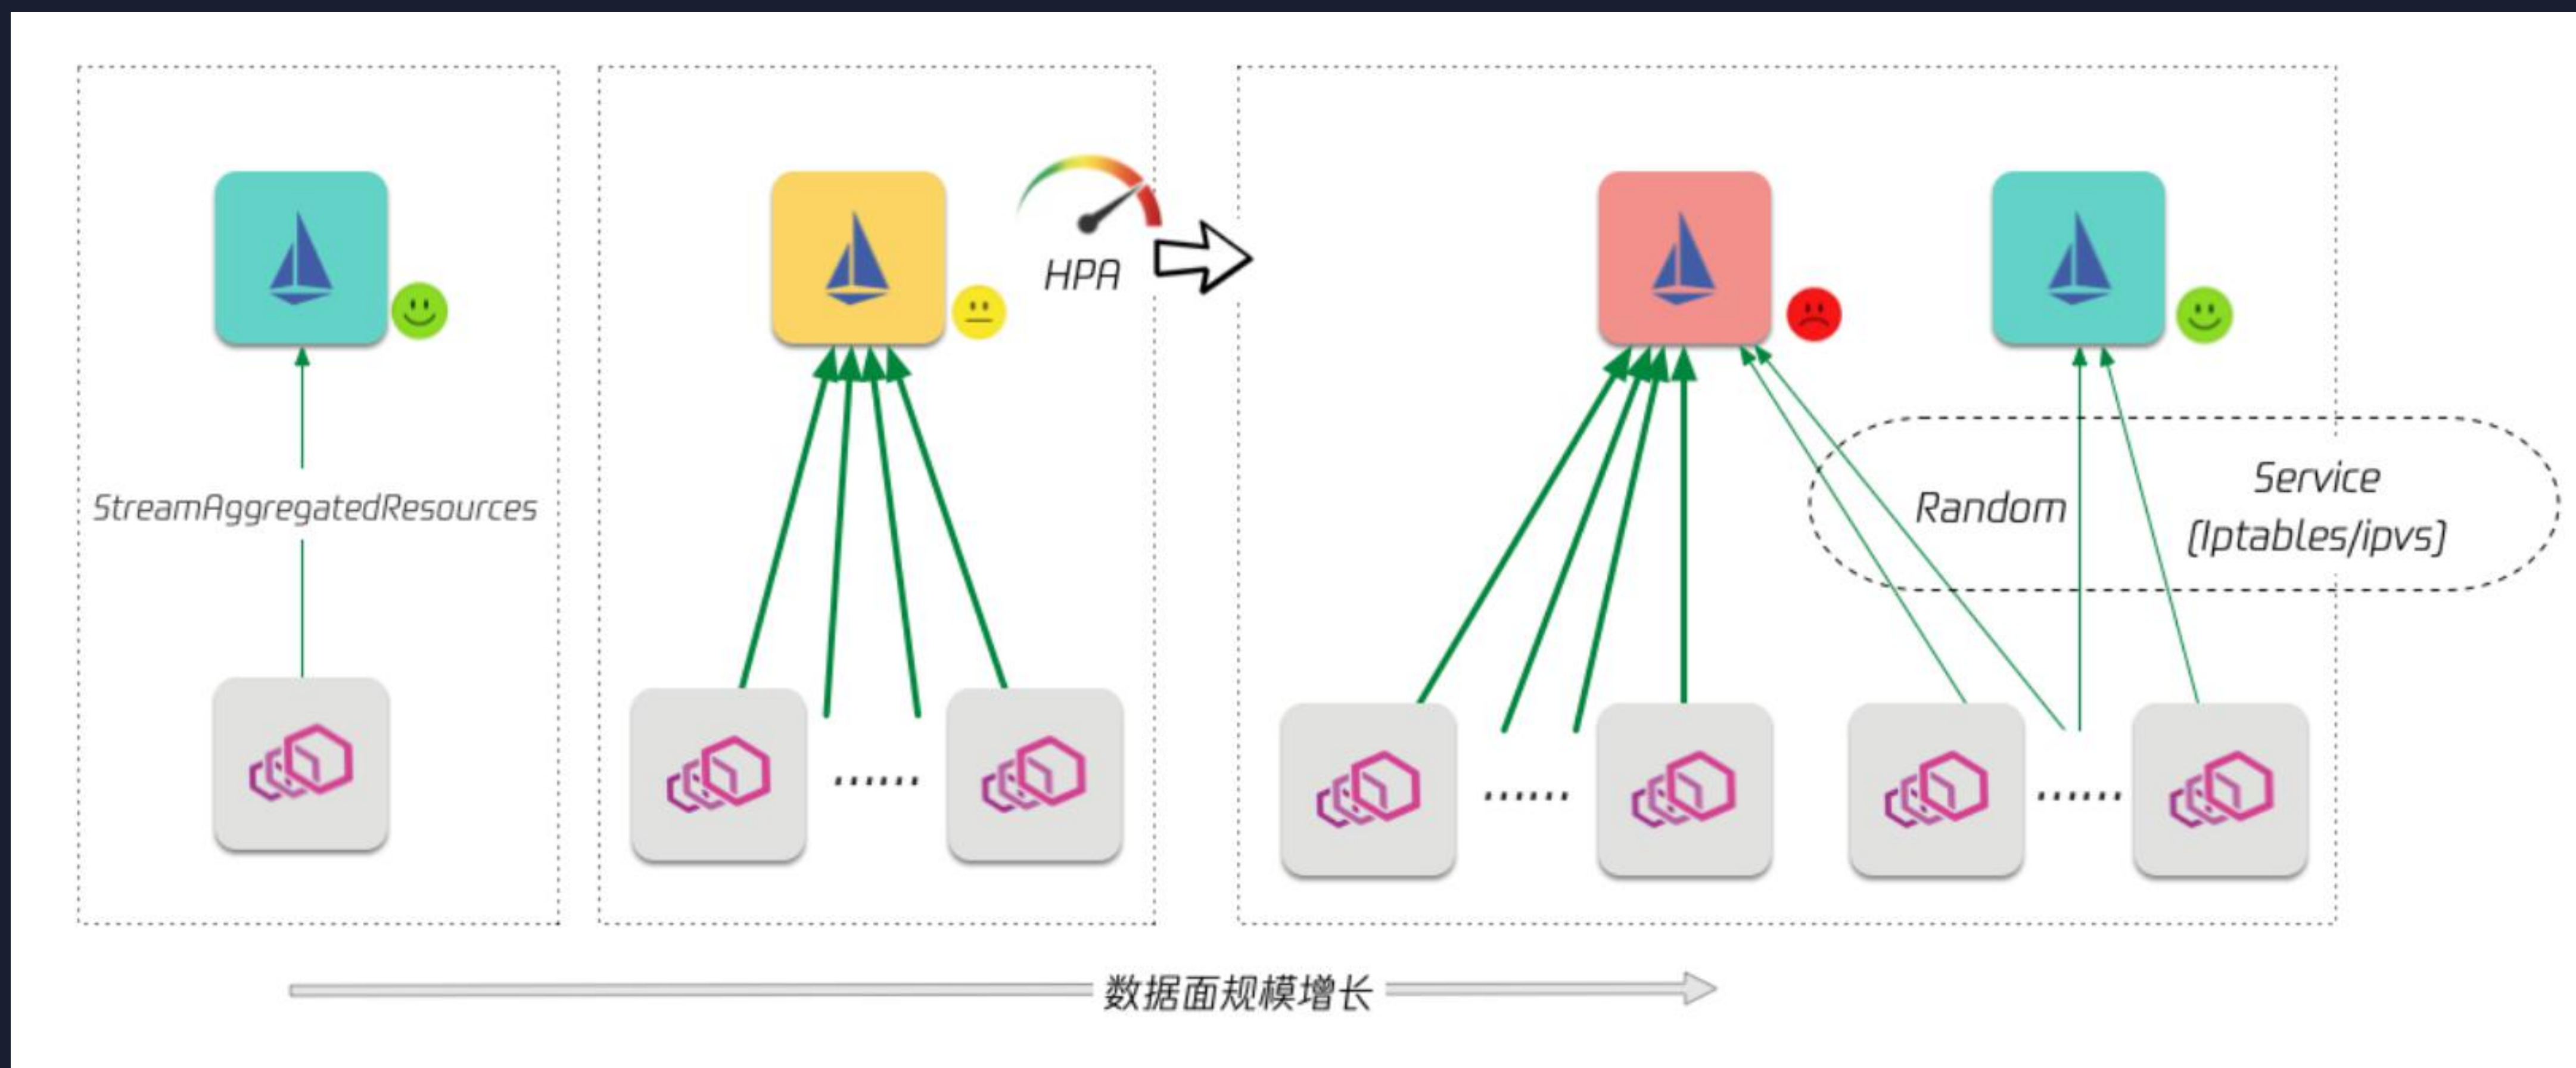 StreamAggregatedResources
HPA
Random
Service
(Iptables/ipvs)
......
......
......
数据面规模增长